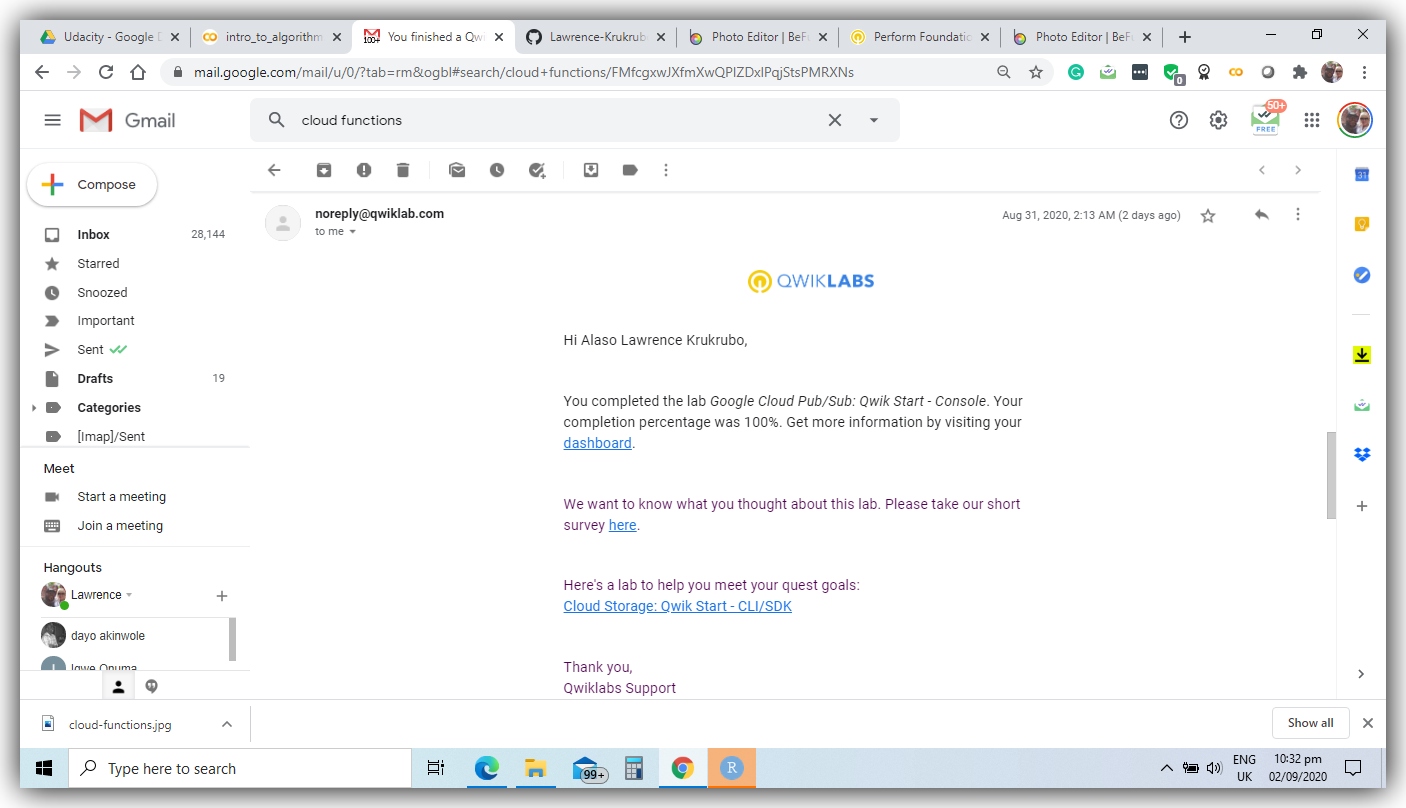 Udacity - Google D
intro_to_algorithm
100+
You finished a Qwi
Lawrence-Krukrub
Photo Editor | BeFu
Perform Foundatio
Photo Editor | BeFu
mail.google.com/mail/u/0/?tab=rm&ogbl#search/cloud+functions/FMfcgxwJXfmXwQPlZDxlPqjStsPMRXNs
0
Gmail
cloud functions
50+
FREE
Compose
31
noreply@qwiklab.com
to me
Aug 31, 2020, 2:13 AM (2 days ago)
Inbox 28,144
Starred
Snoozed
Important
Sent
Drafts 19
Categories
[Imap]/Sent
Meet
Start a meeting
Join a meeting
Hangouts
Lawrence
dayo akinwole
Igwe Onuma
QWIKLABS
Hi Alaso Lawrence Krukrubo,
You completed the lab Google Cloud Pub/Sub: Qwik Start - Console. Your
completion percentage was 100%. Get more information by visiting your
dashboard.
We want to know what you thought about this lab. Please take our short
survey here.
Here's a lab to help you meet your quest goals:
Cloud Storage: Qwik Start - CLI/SDK
Thank you,
Qwiklabs Support
cloud-functions.jpg
Show all
Type here to search
99+
R
ENG
UK
10:32 pm
02/09/2020